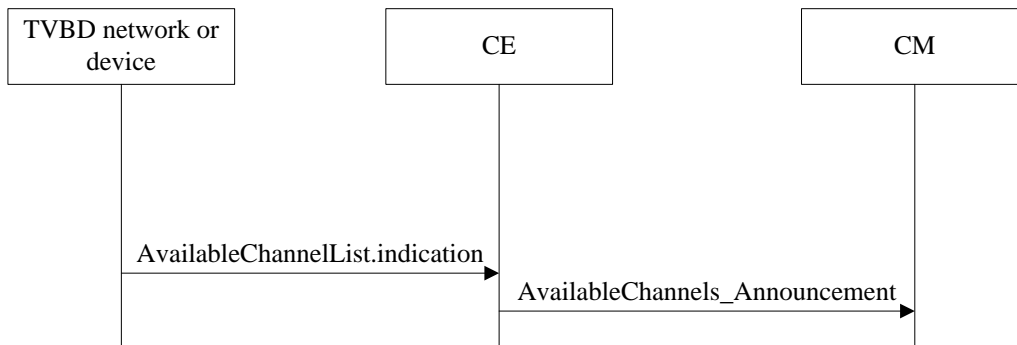 TVBD network or
device
CE
CM
AvailableChannelList.indication
AvailableChannels_Announcement